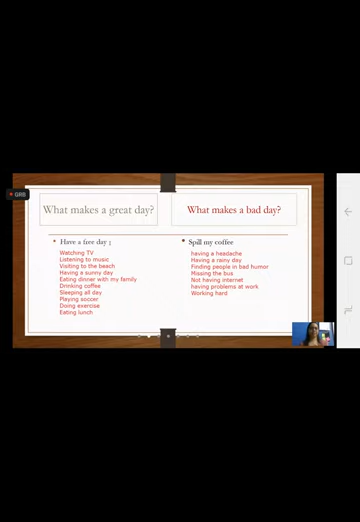 GRB
What makes a great day?
What makes a bad day?
Have a free day ;
Watching TV
Listening to music
Visiting to the beach
Having a sunny day
Eating dinner with my family
Drinking coffee
Sleeping all day
Playing soccer
Doing exercise
Eating lunch
Spill my coffee
having a headache
Having a rainy day
Finding people in bad humor
Missing the bus
Not having internet
having problems at work
Working hard